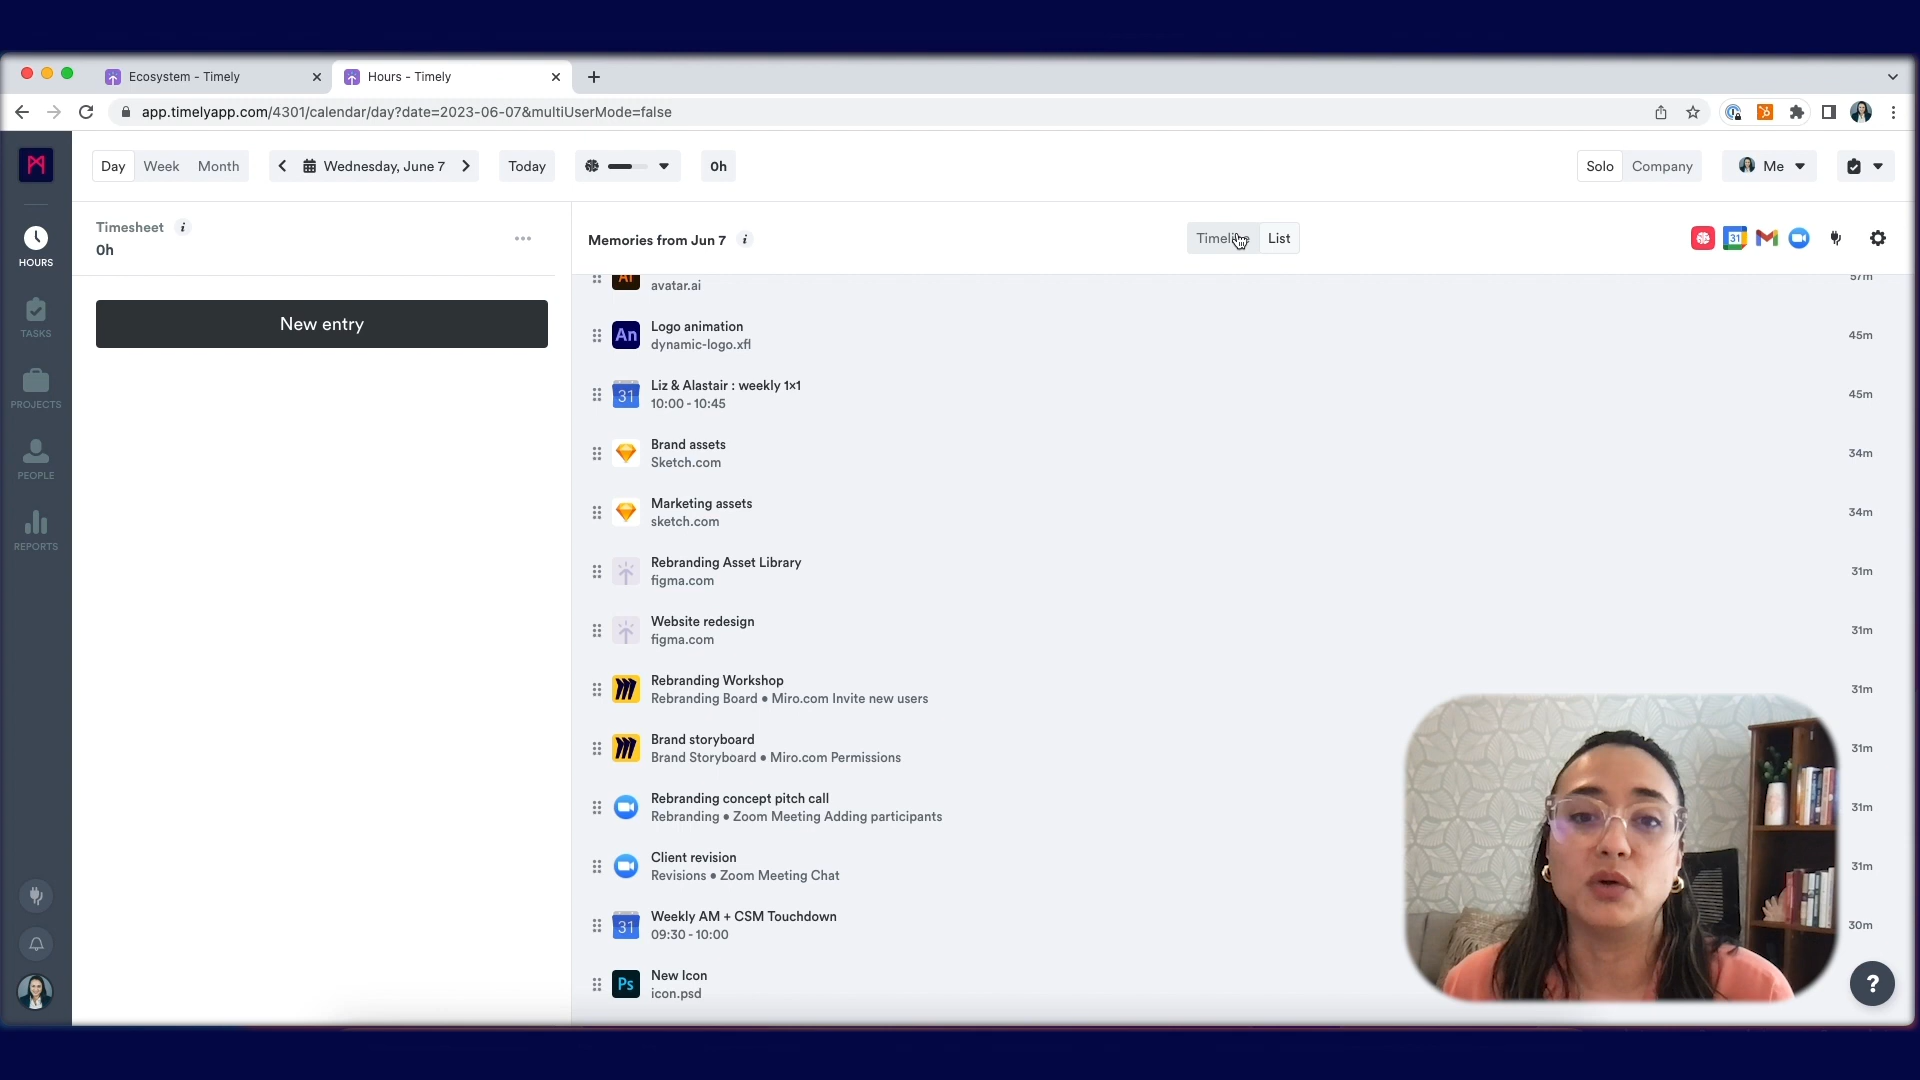 Ecosystem - Timely
Hours - Timely
app.timelyapp.com/4301/calendar/day?date=2023-06-07&multiUserMode=false
Day Week Month
Wednesday, June 7
Today
0h
Solo Company
Me
HOURS
TASKS
PROJECTS
PEOPLE
REPORTS
Timesheet i
0h
New entry
Memories from Jun 7 i
Timeline List
31
Ai
avatar.ai
57m
An
Logo animation
dynamic-logo.xfl
45m
31
Liz & Alastair : weekly 1x1
10:00 - 10:45
45m
Brand assets
Sketch.com
34m
Marketing assets
sketch.com
34m
Rebranding Asset Library
figma.com
31m
Website redesign
figma.com
31m
Rebranding Workshop
Rebranding Board • Miro.com Invite new users
31m
Brand storyboard
Brand Storyboard • Miro.com Permissions
31m
Rebranding concept pitch call
Rebranding • Zoom Meeting Adding participants
31m
Client revision
Revisions • Zoom Meeting Chat
31m
31
Weekly AM + CSM Touchdown
09:30 - 10:00
30m
Ps
New Icon
icon.psd
?